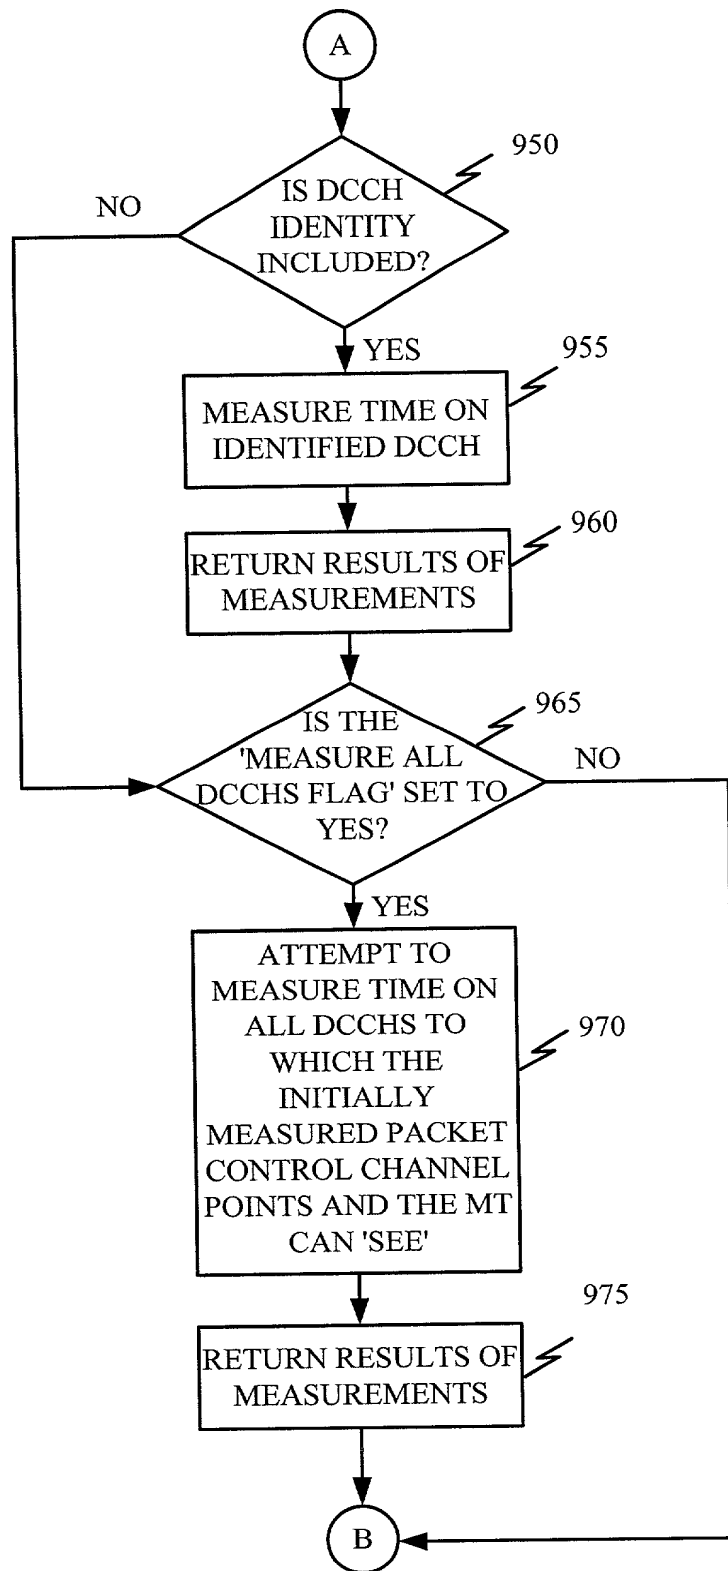 A
950
IS DCCH
IDENTITY
INCLUDED?
NO
YES
955
MEASURE TIME ON
IDENTIFIED DCCH
960
RETURN RESULTS OF
MEASUREMENTS
965
IS THE
'MEASURE ALL
DCCHS FLAG' SET TO
YES?
NO
YES
ATTEMPT TO
MEASURE TIME ON
ALL DCCHS TO
WHICH THE
INITIALLY
MEASURED PACKET
CONTROL CHANNEL
POINTS AND THE MT
CAN 'SEE'
970
975
RETURN RESULTS OF
MEASUREMENTS
B